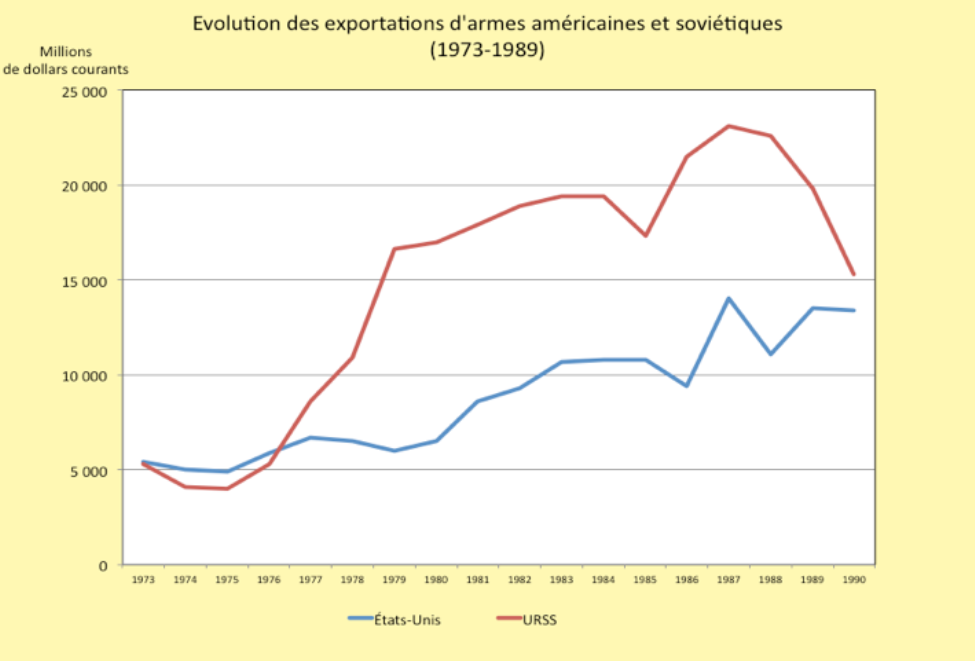 Evolution des exportations d'armes américaines et soviétiques
(1973-1989)
Millions
de dollars courants
25 000
20 000
15 000
10 000
5 000
0
1973 1974 1975 1976 1977 1978 1979 1980 1981 1982 1983 1984 1985 1986 1987 1988 1989 1990
États-Unis URSS